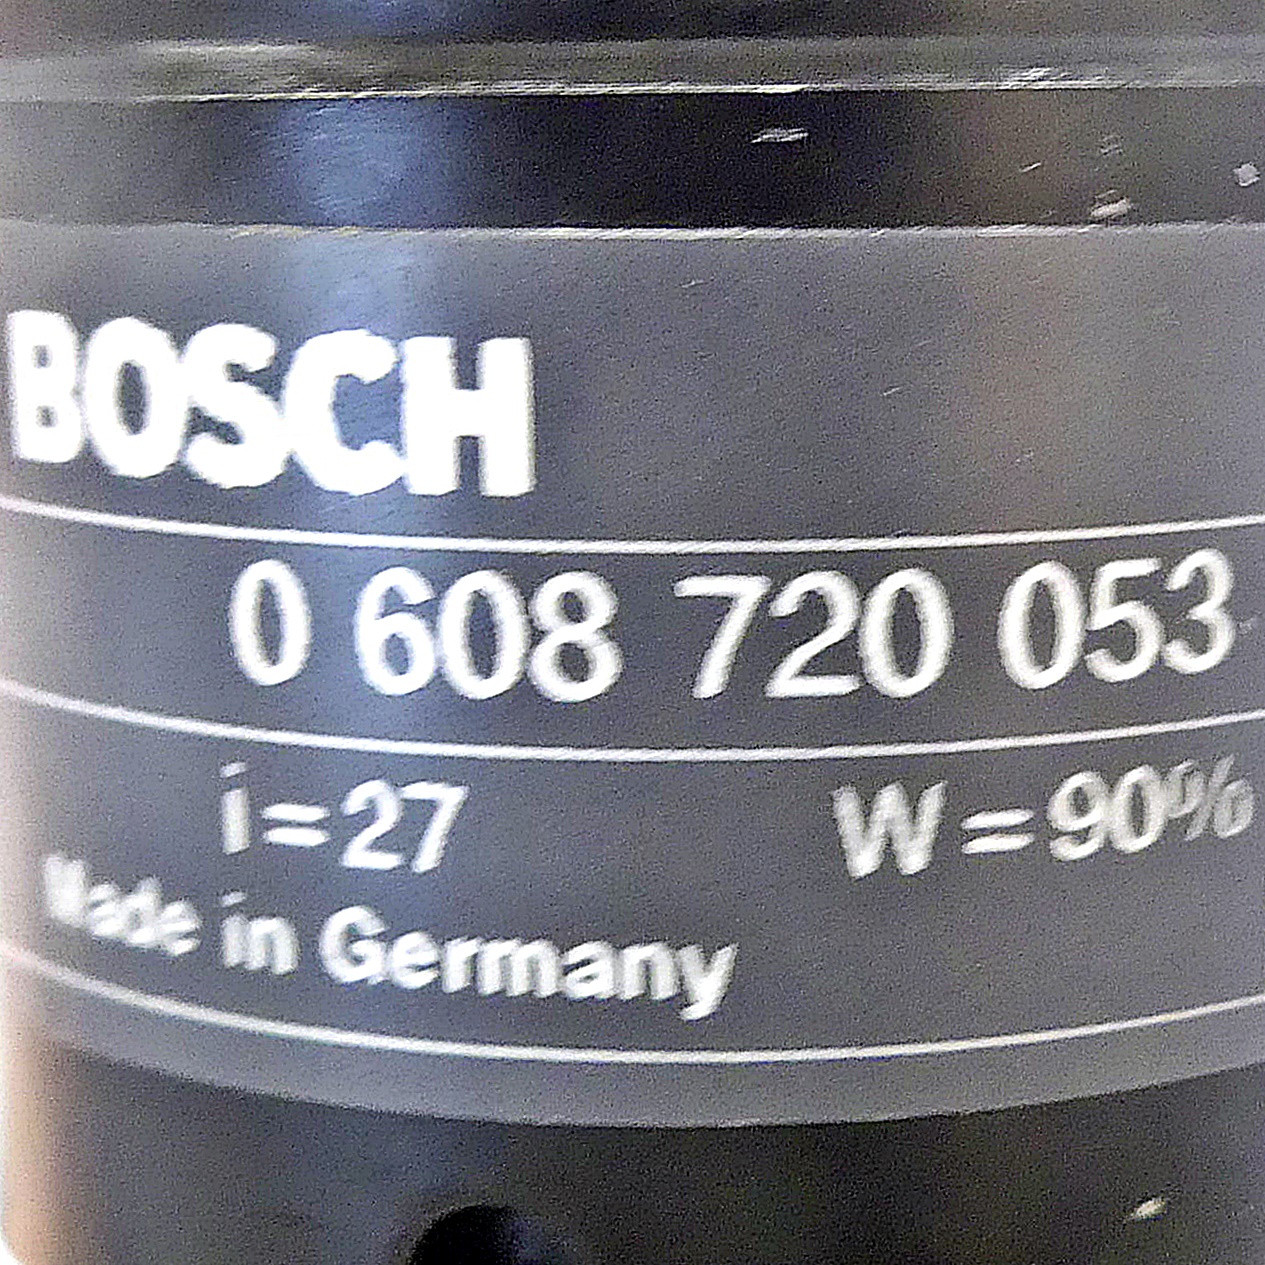 BOSCH
0 608 720 053
i=27 W=90%
Made in Germany